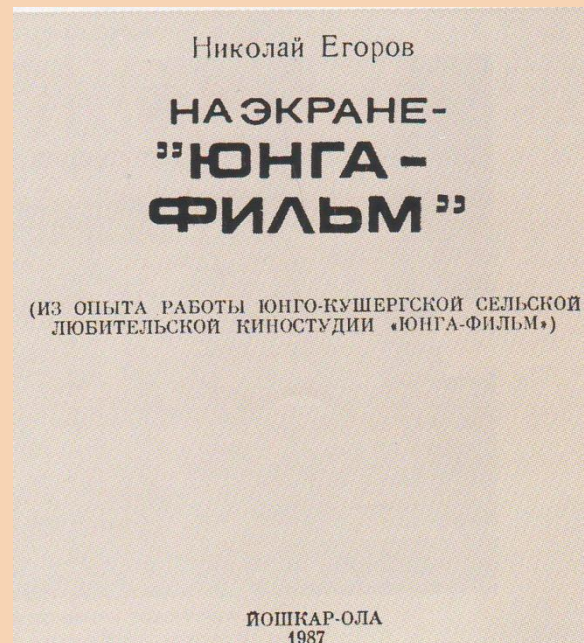 Николай Егоров
НА ЭКРАНЕ-
"ЮНГА-
ФИЛЬМ"
(ИЗ ОПЫТА РАБОТЫ ЮНГО-КУШЕРГСКОЙ СЕЛЬСКОЙ
ЛЮБИТЕЛЬСКОЙ КИНОСТУДИИ «ЮНГА-ФИЛЬМ»)
ЙОШКАР-ОЛА
1987